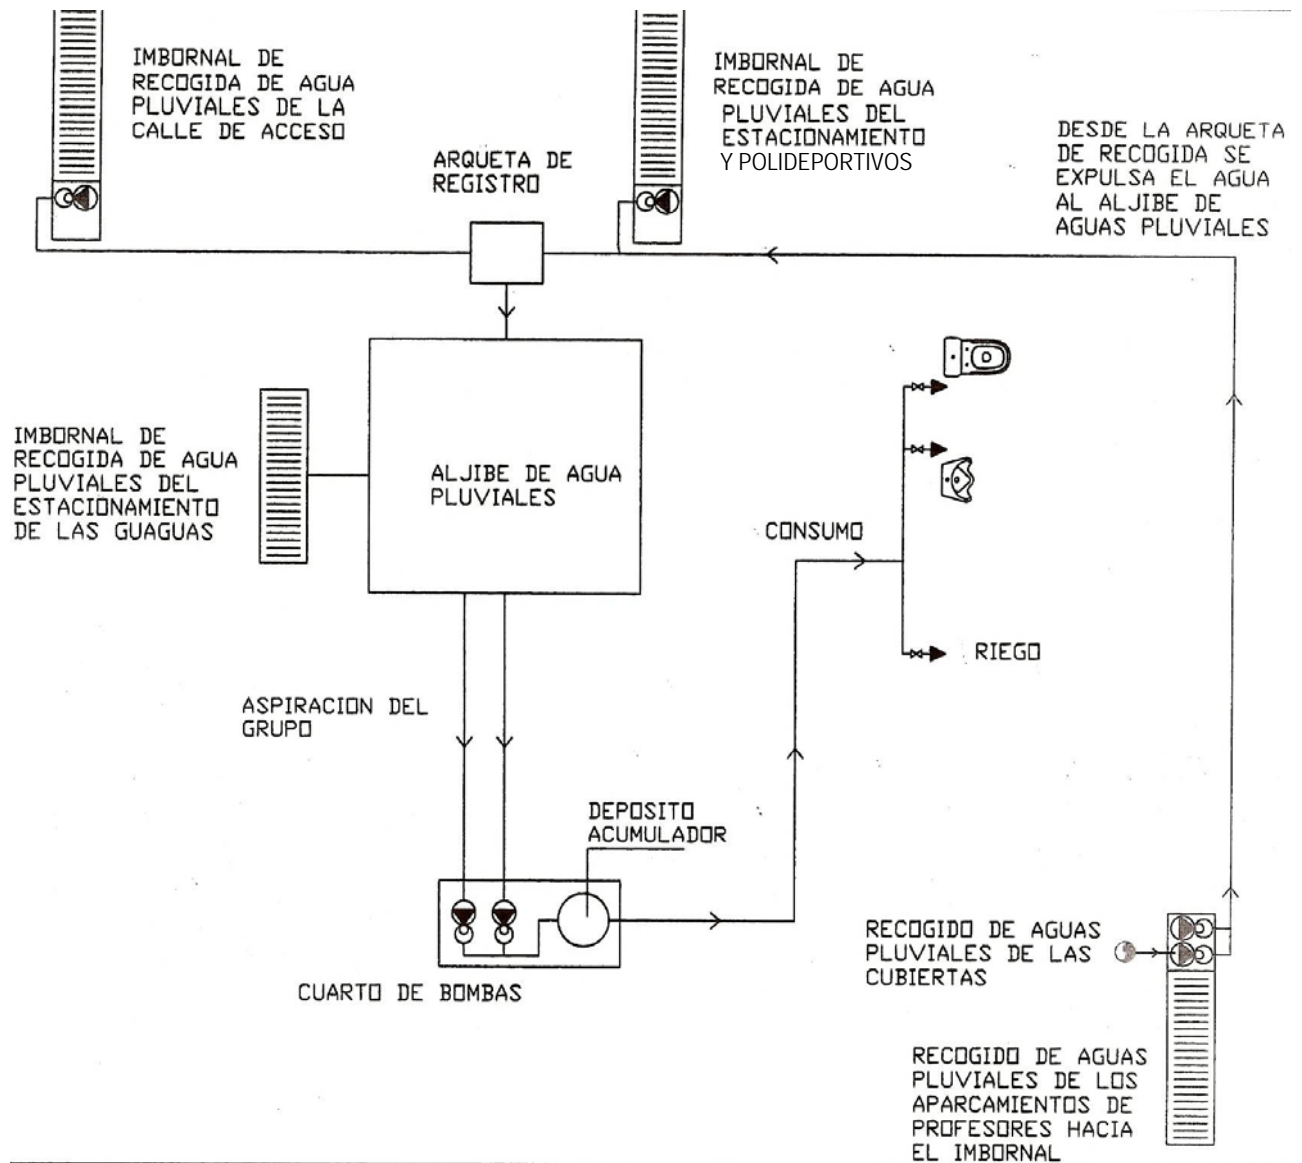 IMBORNAL DE
RECOGIDA DE AGUA
PLUVIALES DE LA
CALLE DE ACCESO
IMBORNAL DE
RECOGIDA DE AGUA
PLUVIALES DEL
ESTACIONAMIENTO
Y POLIDEPORTIVOS
ARQUETA DE
REGISTRO
DESDE LA ARQUETA
DE RECOGIDA SE
EXPULSA EL AGUA
AL ALJIBE DE
AGUAS PLUVIALES
IMBORNAL DE
RECOGIDA DE AGUA
PLUVIALES DEL
ESTACIONAMIENTO
DE LAS GUAGUAS
ALJIBE DE AGUA
PLUVIALES
CONSUMO
RIEGO
ASPIRACION DEL
GRUPO
DEPOSITO
ACUMULADOR
CUARTO DE BOMBAS
RECOGIDO DE AGUAS
PLUVIALES DE LAS
CUBIERTAS
RECOGIDO DE AGUAS
PLUVIALES DE LOS
APARCAMIENTOS DE
PROFESORES HACIA
EL IMBORNAL